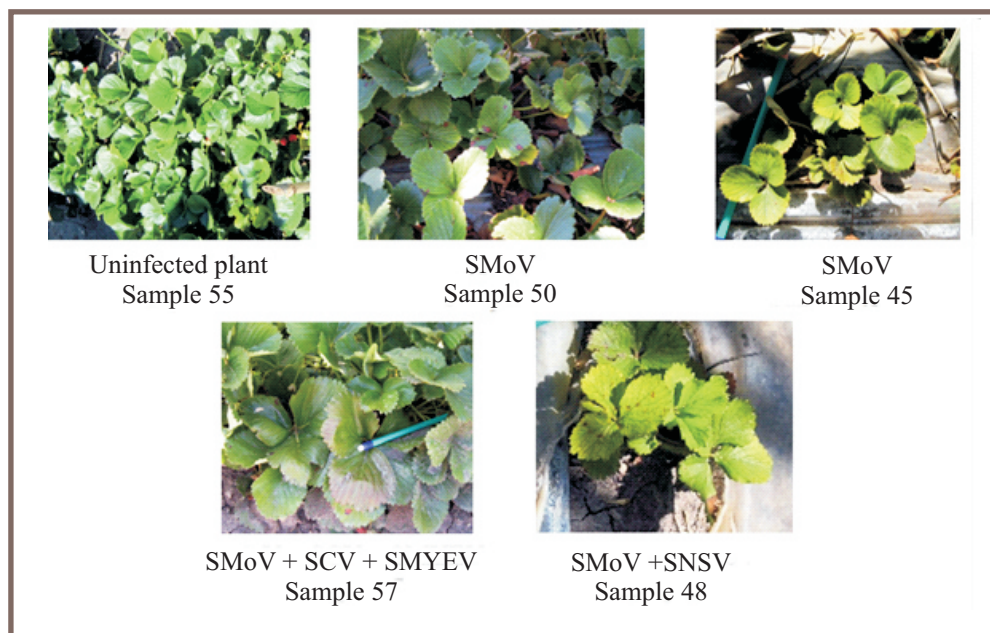 Uninfected plant
Sample 55
SMoV
Sample 50
SMoV
Sample 45
SMoV + SCV + SMYEV
Sample 57
SMoV +SNSV
Sample 48